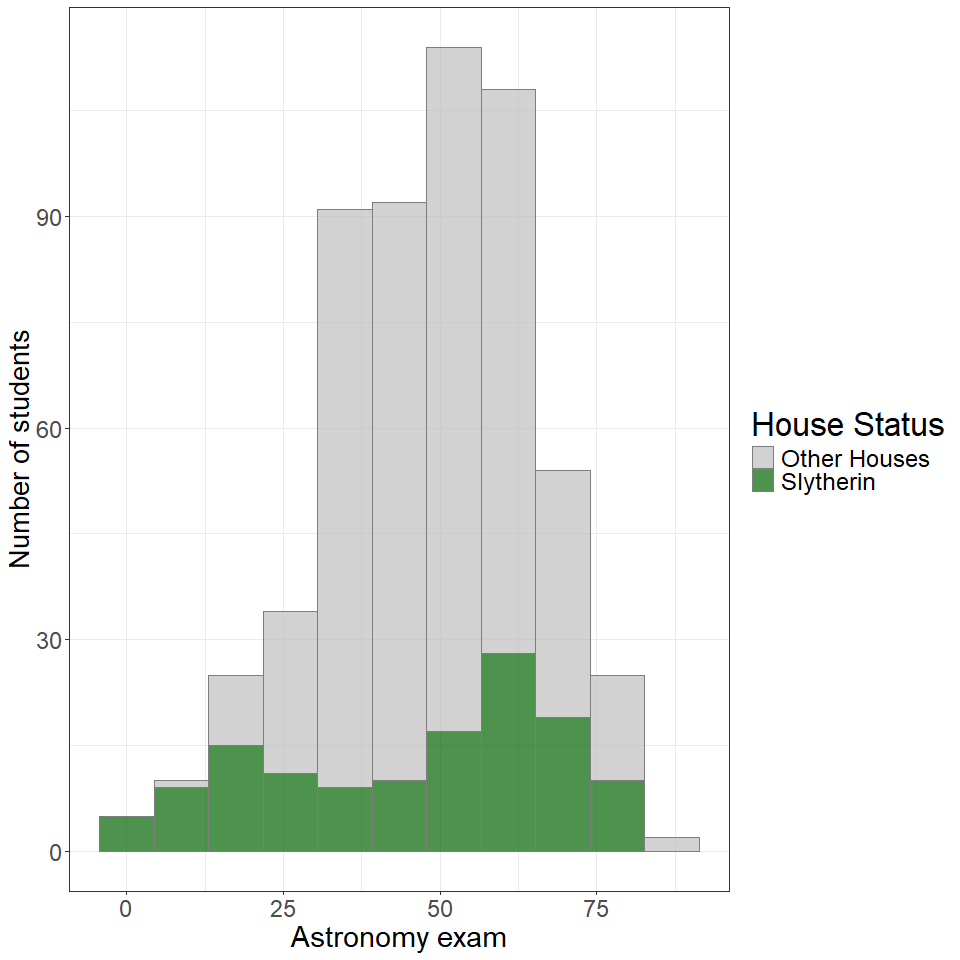 90
60
30
0
0 25 50 75
Number of students
Astronomy exam
House Status
Other Houses
Slytherin